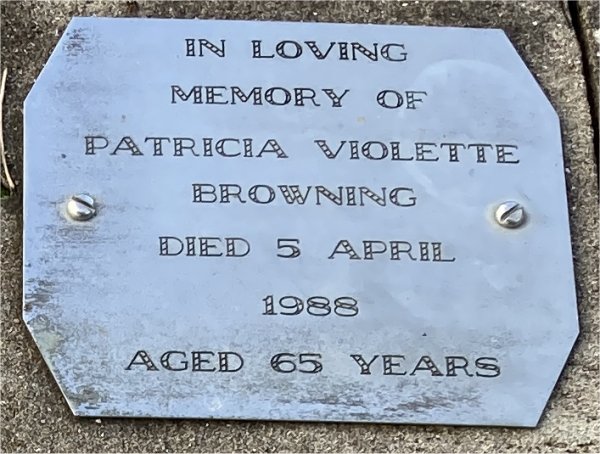 IN LOVING
MEMORY OF
PATRICIA VIOLETTE
BROWNING
DIED 5 APRIL
1988
AGED 65 YEARS